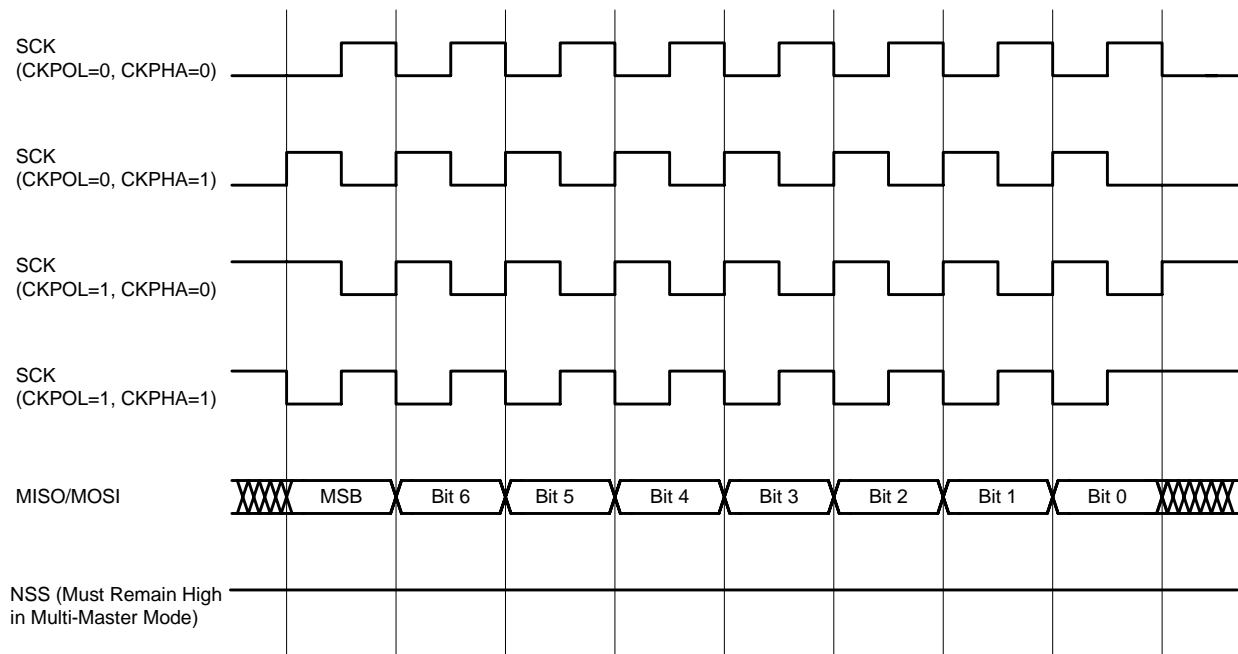 SCK
(CKPOL=0, CKPHA=0)
SCK
(CKPOL=0, CKPHA=1)
SCK
(CKPOL=1, CKPHA=0)
SCK
(CKPOL=1, CKPHA=1)
MISO/MOSI MSB Bit 6 Bit 5 Bit 4 Bit 3 Bit 2 Bit 1 Bit 0
NSS (Must Remain High
in Multi-Master Mode)